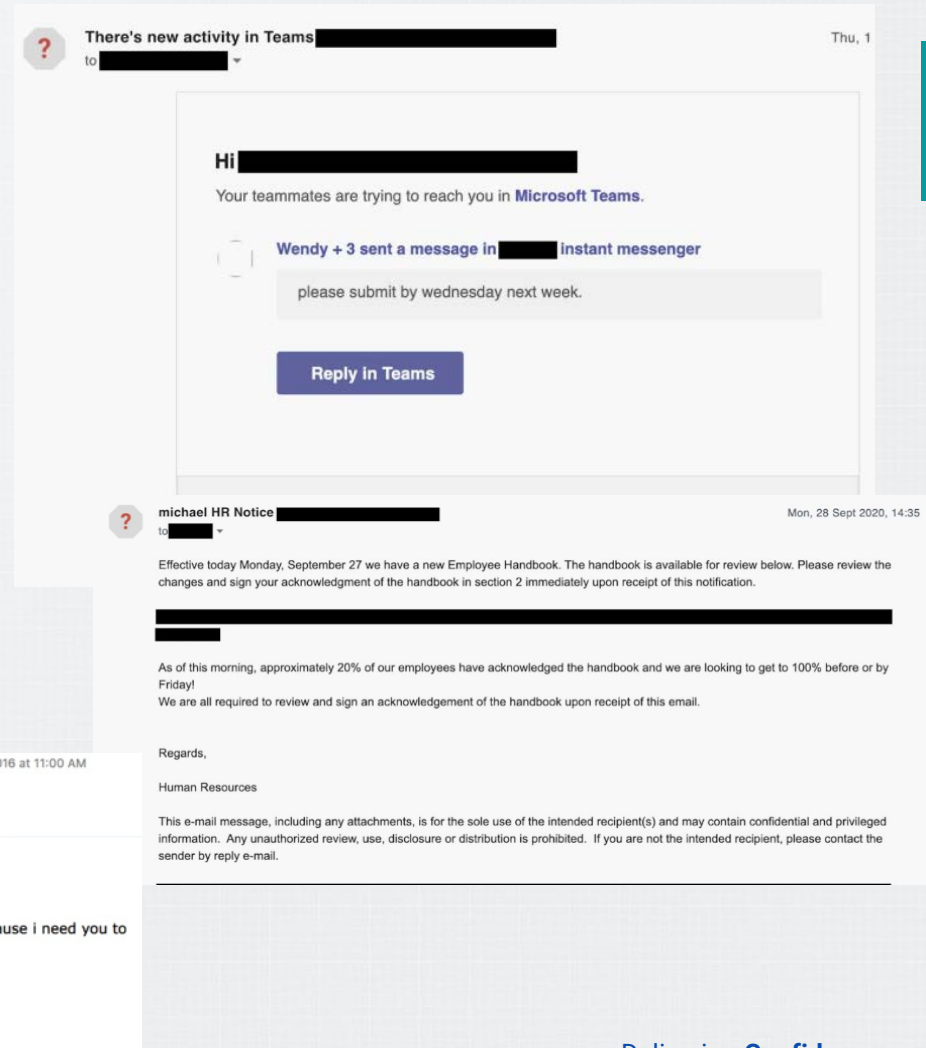 ?
There's new activity in Teams
Thu, 1
to
Hi
Your teammates are trying to reach you in Microsoft Teams.
Wendy + 3 sent a message in instant messenger
please submit by wednesday next week.
Reply in Teams
?
michael HR Notice
Mon, 28 Sept 2020, 14:35
to
Effective today Monday, September 27 we have a new Employee Handbook. The handbook is available for review below. Please review the
changes and sign your acknowledgment of the handbook in section 2 immediately upon receipt of this notification.
As of this morning, approximately 20% of our employees have acknowledged the handbook and we are looking to get to 100% before or by
Friday!
We are all required to review and sign an acknowledgement of the handbook upon receipt of this email.
Regards,
Human Resources
This e-mail message, including any attachments, is for the sole use of the intended recipient(s) and may contain confidential and privileged
information. Any unauthorized review, use, disclosure or distribution is prohibited. If you are not the intended recipient, please contact the
sender by reply e-mail.
016 at 11:00 AM
i need you to